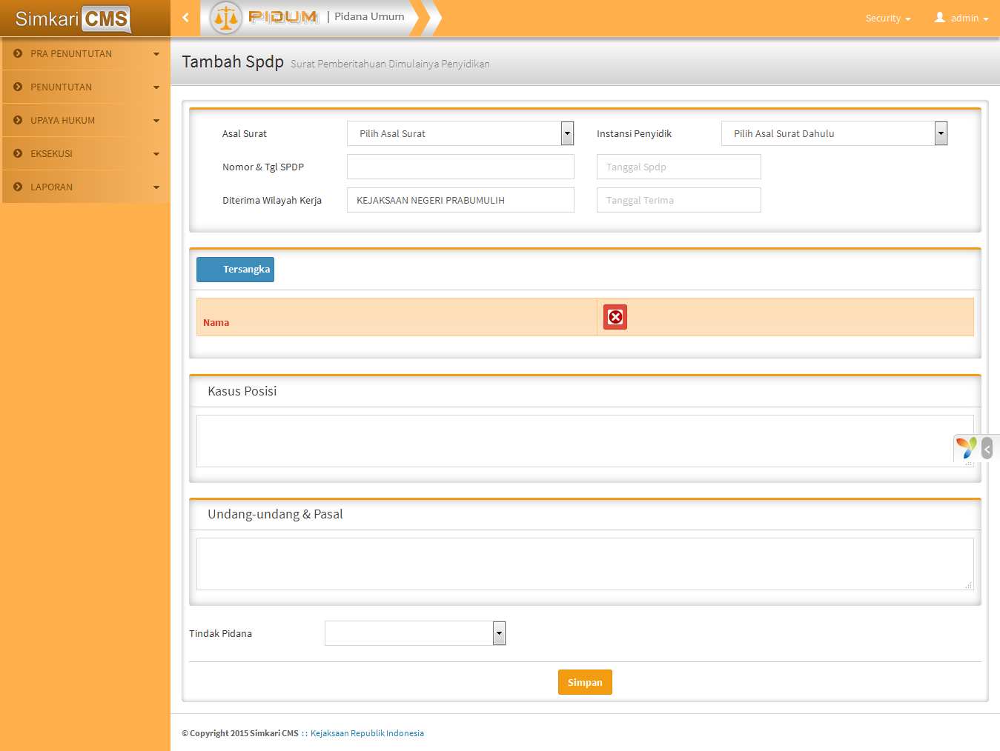 Simkari CMS
PIDUM | Pidana Umum
Security
admin
PRA PENUNTUTAN
PENUNTUTAN
UPAYA HUKUM
EKSEKUSI
LAPORAN
Tambah Spdp Surat Pemberitahuan Dimulainya Penyidikan
Asal Surat Pilih Asal Surat Instansi Penyidik Pilih Asal Surat Dahulu
Nomor & Tgl SPDP Tanggal Spdp
Diterima Wilayah Kerja KEJAKSAAN NEGERI PRABUMULIH Tanggal Terima
Tersangka
Nama
Kasus Posisi
Undang-undang & Pasal
Tindak Pidana
Simpan
© Copyright 2015 Simkari CMS :: Kejaksaan Republik Indonesia